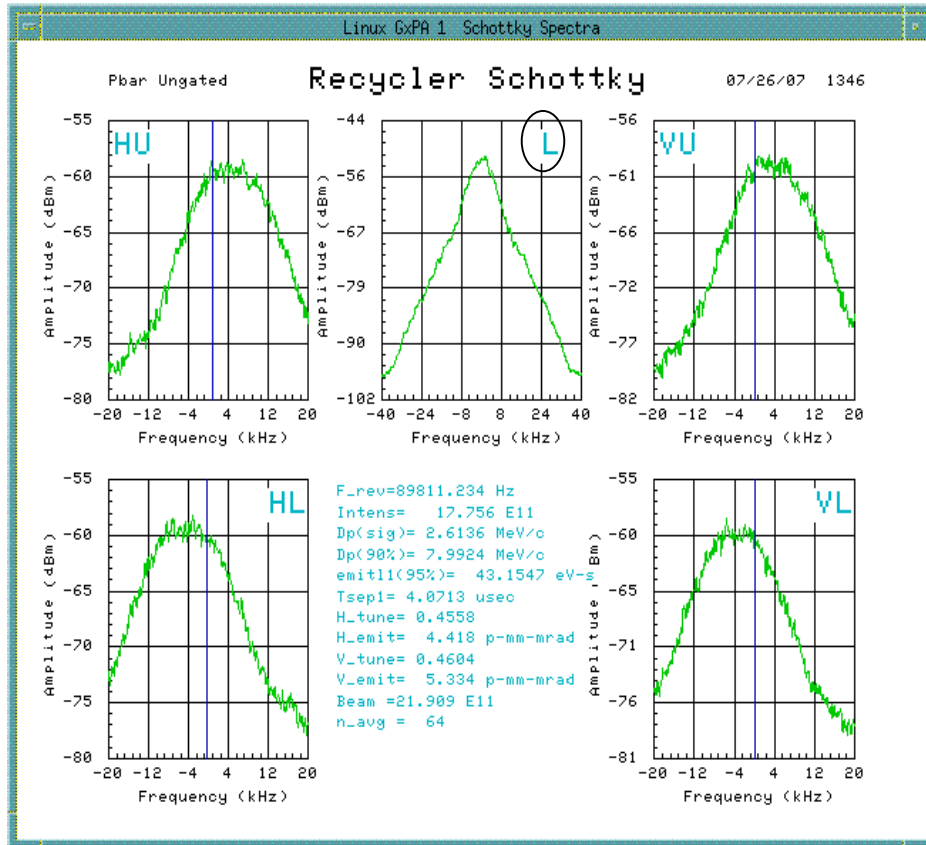 Linux GxPA 1 Schottky Spectra
Pbar Ungated
Recycler Schottky
07/26/07 1346
HU
-55
-60
-65
-70
-75
-80
Amplitude (dBm)
-20 -12 -4 4 12 20
Frequency (kHz)
L
-44
-56
-67
-79
-90
-102
Amplitude (dBm)
-40 -24 -8 8 24 40
Frequency (kHz)
VU
-56
-61
-66
-72
-77
-82
Amplitude (dBm)
-20 -12 -4 4 12 20
Frequency (kHz)
HL
-55
-60
-65
-70
-76
-80
Amplitude (dBm)
-20 -12 -4 4 12 20
Frequency (kHz)
F_rev=89811.234 Hz
Intens= 17.756 E11
Dp(sig)= 2.6136 MeV/c
Dp(90%)= 7.9924 MeV/c
emitl1(95%)= 43.1547 eV-s
Tsep1= 4.0713 usec
H_tune= 0.4558
H_emit= 4.418 p-mm-mrad
V_tune= 0.4604
V_emit= 5.334 p-mm-mrad
Beam =21.909 E11
n_avg = 64
VL
-55
-60
-65
-71
-76
-81
Amplitude Bm)
-20 -12 -4 4 12 20
Frequency (kHz)